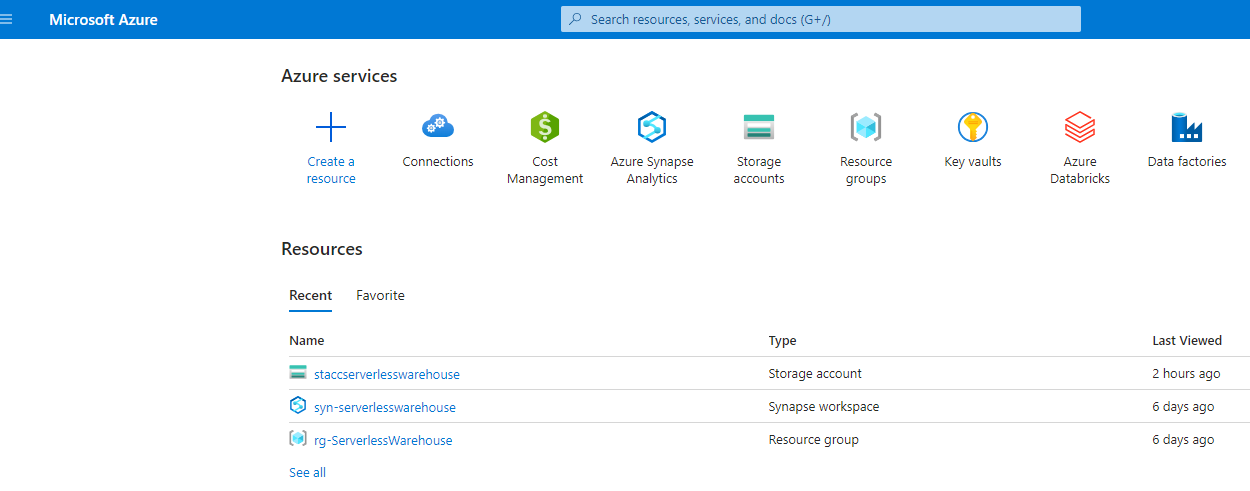 Microsoft Azure
Search resources, services, and docs (G+/)
Azure services
Create a resource
Connections
Cost Management
Azure Synapse Analytics
Storage accounts
Resource groups
Key vaults
Azure Databricks
Data factories
Resources
Recent Favorite
Name Type Last Viewed
staccserverlesswarehouse Storage account 2 hours ago
syn-serverlesswarehouse Synapse workspace 6 days ago
rg-ServerlessWarehouse Resource group 6 days ago
See all